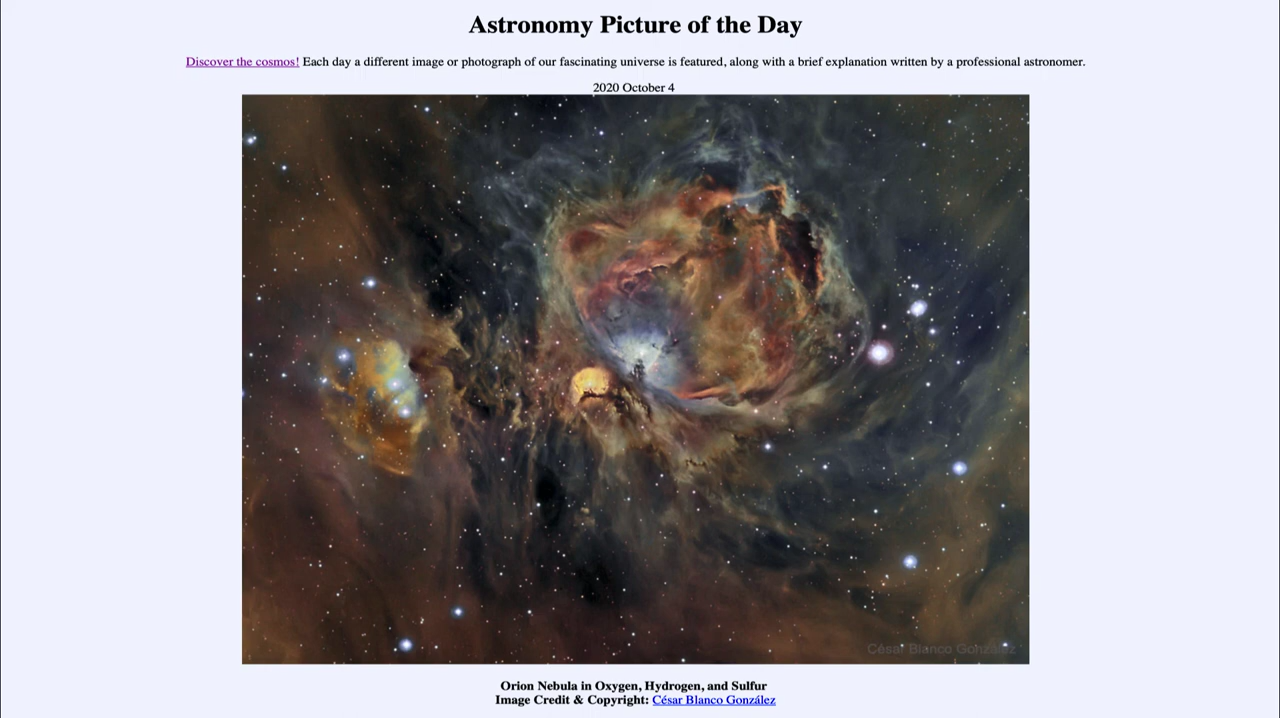 Astronomy Picture of the Day
Discover the cosmos! Each day a different image or photograph of our fascinating universe is featured, along with a brief explanation written by a professional astronomer.
2020 October 4
César Blanco González
Orion Nebula in Oxygen, Hydrogen, and Sulfur
Image Credit & Copyright: César Blanco González